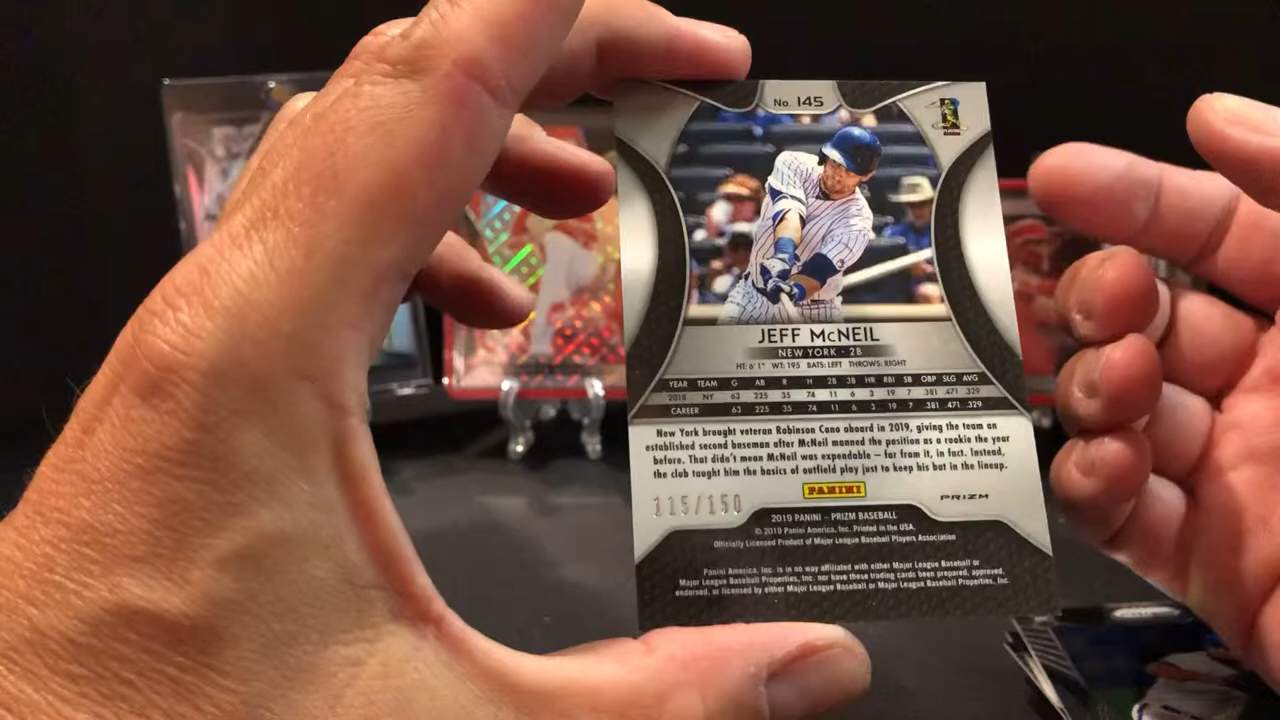 No. 145
JEFF McNEIL
NEW YORK · 2B
HT: 6' 1" WT: 195 BATS: LEFT THROWS: RIGHT
YEAR TEAM G AB R H 2B 3B HR RBI SB OBP SLG AVG
2018 NY 63 225 35 74 11 6 3 19 7 .381 .471 .329
CAREER 63 225 35 74 11 6 3 19 7 .381 .471 .329
New York brought veteran Robinson Cano aboard in 2019, giving the team an
established second baseman after McNeil manned the position as a rookie the year
before. That didn't mean McNeil was expendable — far from it, in fact. Instead,
the club taught him the basics of outfield play just to keep his bat in the lineup.
PANINI
115/150
PRIZM
2019 PANINI – PRIZM BASEBALL
© 2019 Panini America, Inc. Printed in the USA.
Officially Licensed Product of Major League Baseball Players Association
Panini America, Inc. is in no way affiliated with either Major League Baseball or
Major League Baseball Properties, Inc. nor have these trading cards been prepared, approved,
endorsed, or licensed by either Major League Baseball or Major League Baseball Properties, Inc.